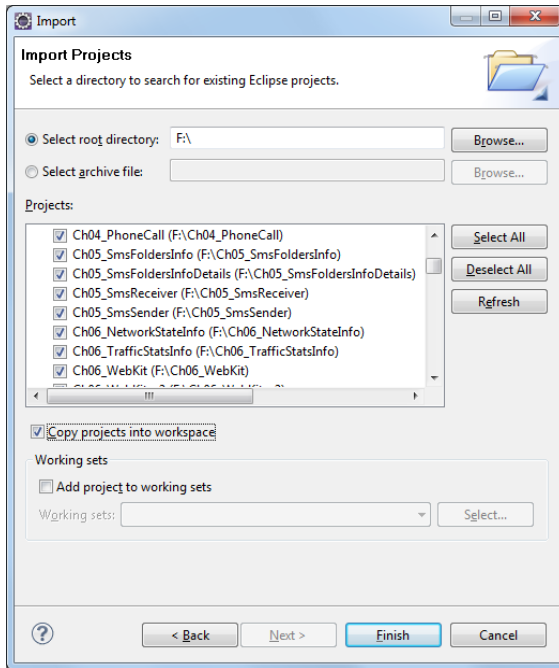 Import
Import Projects
Select a directory to search for existing Eclipse projects.
Select root directory: F:\ Browse...
Select archive file: Browse...
Projects:
Ch04_PhoneCall (F:\Ch04_PhoneCall)
Ch05_SmsFoldersInfo (F:\Ch05_SmsFoldersInfo)
Ch05_SmsFoldersInfoDetails (F:\Ch05_SmsFoldersInfoDetails)
Ch05_SmsReceiver (F:\Ch05_SmsReceiver)
Ch05_SmsSender (F:\Ch05_SmsSender)
Ch06_NetworkStateInfo (F:\Ch06_NetworkStateInfo)
Ch06_TrafficStatsInfo (F:\Ch06_TrafficStatsInfo)
Ch06_WebKit (F:\Ch06_WebKit)
Select All
Deselect All
Refresh
Copy projects into workspace
Working sets
Add project to working sets
Working sets: Select...
? < Back Next > Finish Cancel